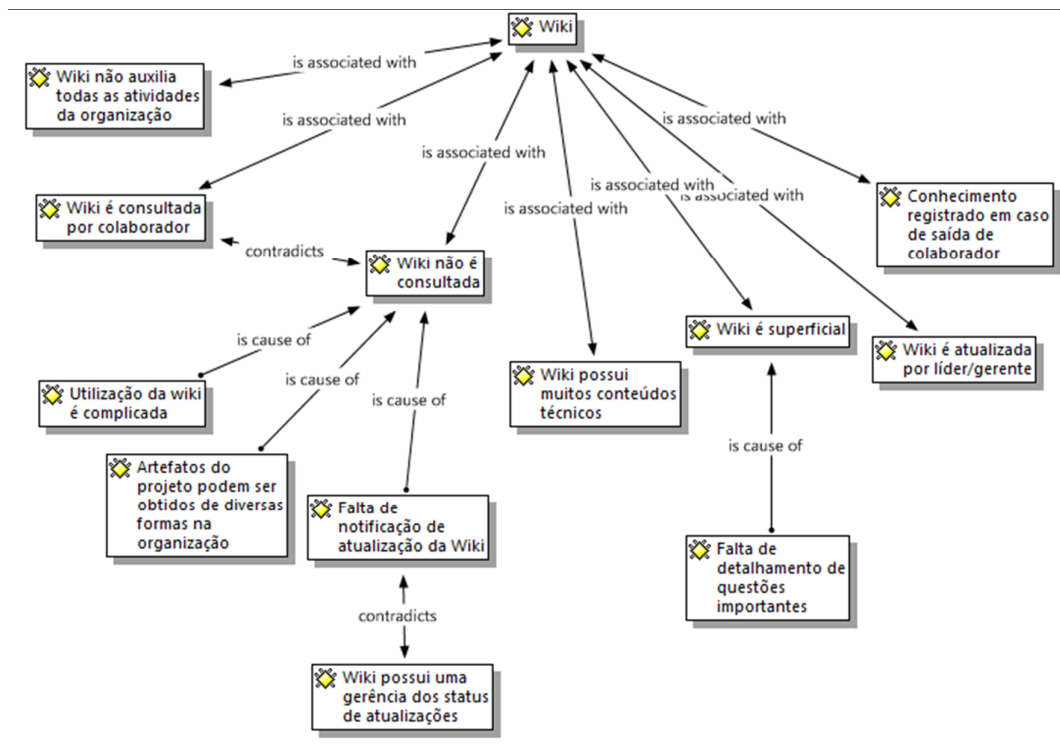 Wiki
is associated with
Wiki não auxilia
todas as atividades
da organização
is associated with
is associated with
is associated with
is associated with
is associated with
is associated with
Wiki é consultada
por colaborador
Conhecimento
registrado em caso
de saída de
colaborador
contradicts
Wiki não é
consultada
is cause of
Wiki é superficial
Wiki é atualizada
por líder/gerente
Utilização da wiki
é complicada
is cause of
is cause of
Wiki possui
muitos conteúdos
técnicos
Artefatos do
projeto podem ser
obtidos de diversas
formas na
organização
Falta de
notificação de
atualização da Wiki
is cause of
Falta de
detalhamento de
questões
importantes
contradicts
Wiki possui uma
gerência dos status
de atualizações